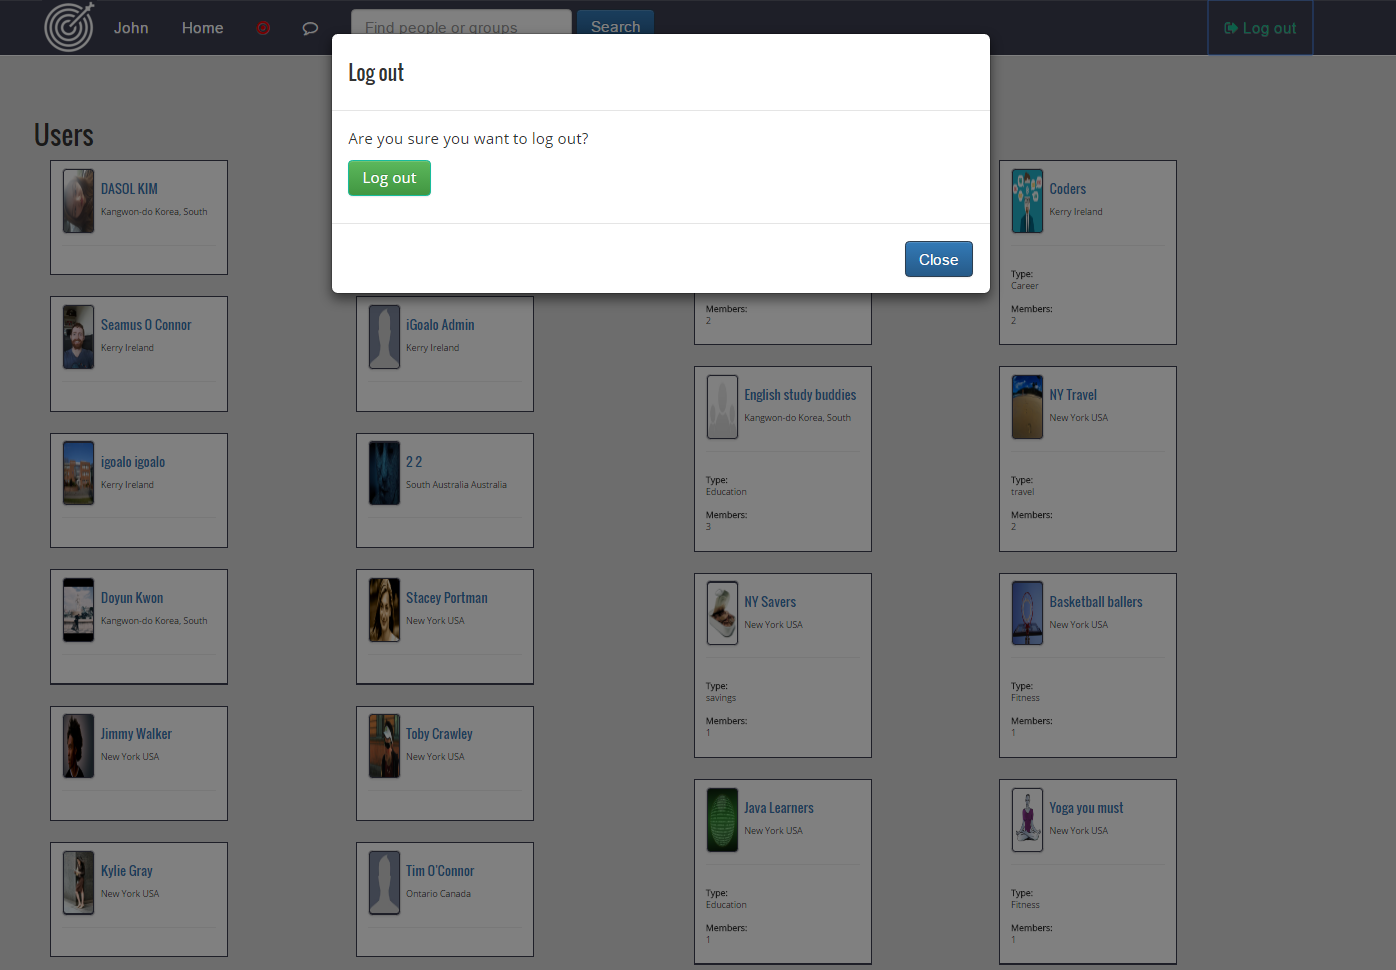 John
Home
Find people or groups
Search
Log out
Log out
Are you sure you want to log out?
Log out
Close
Users
DASOL KIM
Kangwon-do Korea, South
Seamus O Connor
Kerry Ireland
iGoalo Admin
Kerry Ireland
igoalo igoalo
Kerry Ireland
2 2
South Australia Australia
Doyun Kwon
Kangwon-do Korea, South
Stacey Portman
New York USA
Jimmy Walker
New York USA
Toby Crawley
New York USA
Kylie Gray
New York USA
Tim O'Connor
Ontario Canada
Members:
2
Coders
Kerry Ireland
Type:
Career
Members:
2
English study buddies
Kangwon-do Korea, South
Type:
Education
Members:
3
NY Travel
New York USA
Type:
travel
Members:
2
NY Savers
New York USA
Type:
savings
Members:
1
Basketball ballers
New York USA
Type:
Fitness
Members:
1
Java Learners
New York USA
Type:
Education
Members:
1
Yoga you must
New York USA
Type:
Fitness
Members:
1